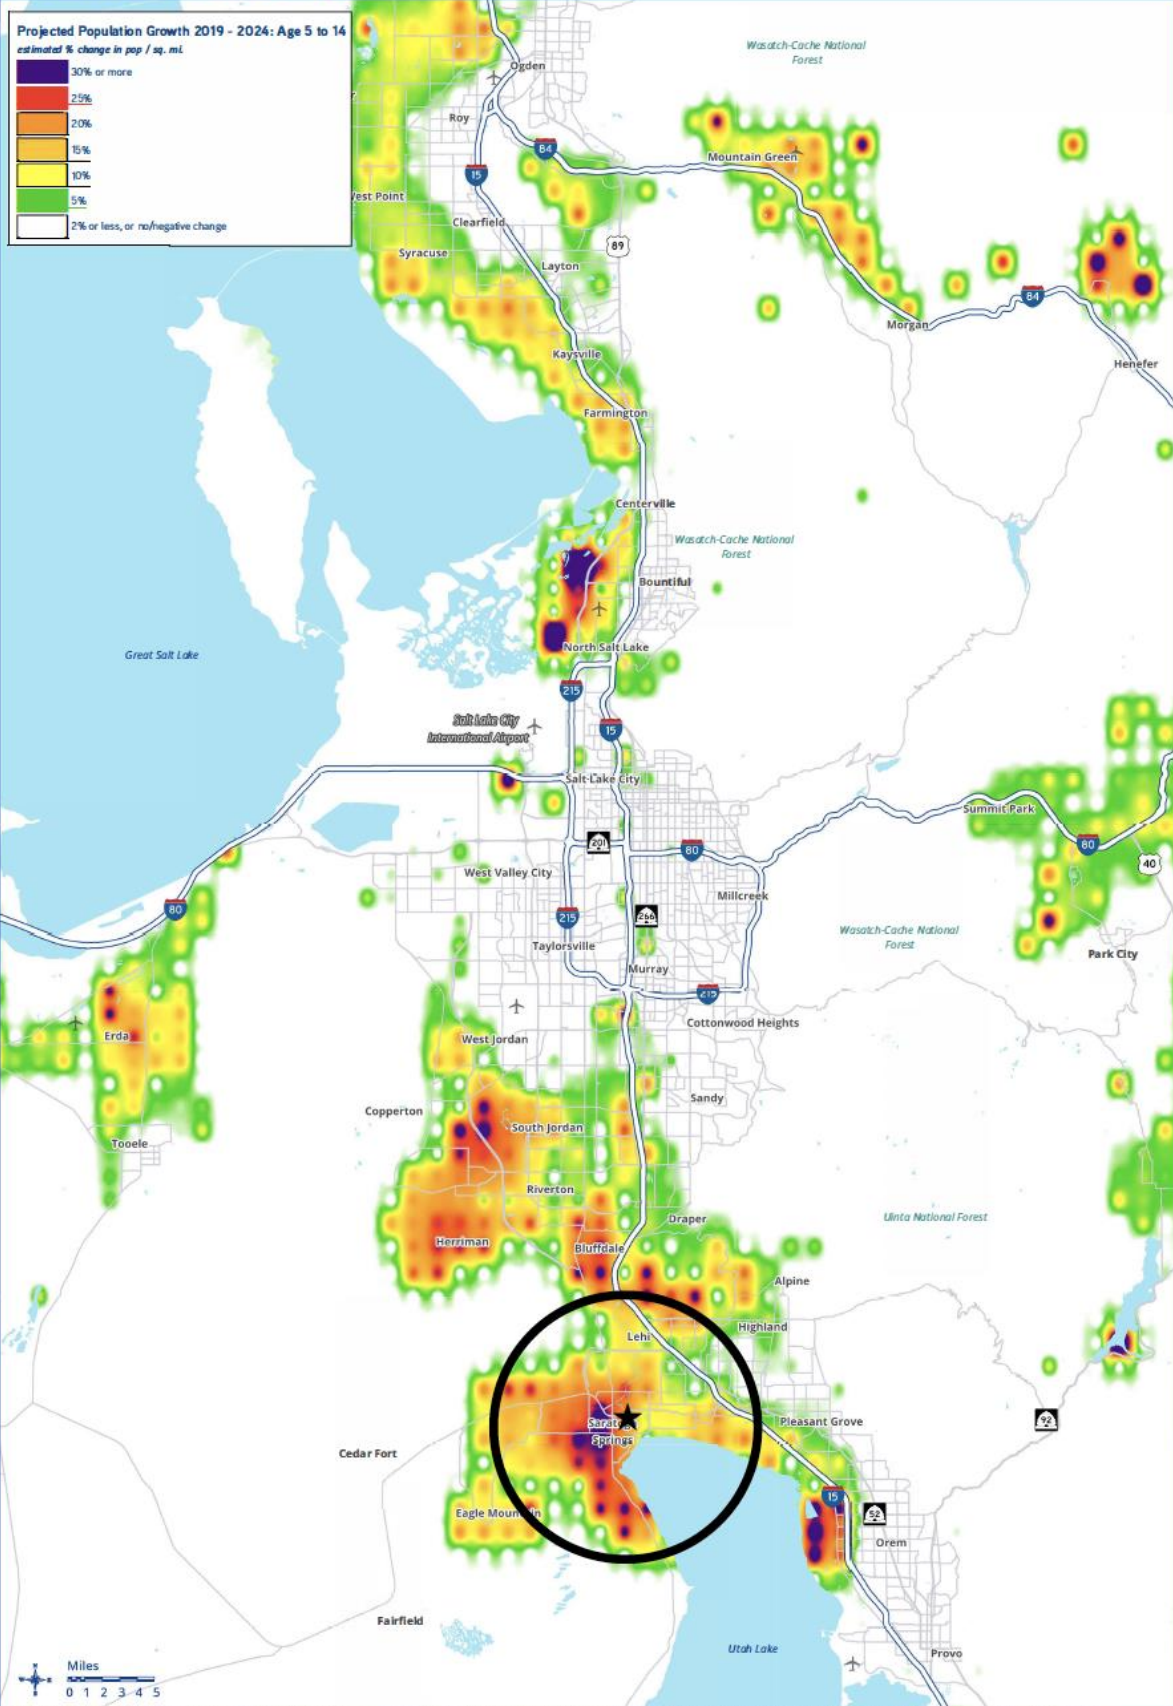 Projected Population Growth 2019 - 2024: Age 5 to 14
estimated % change in pop / sq. mi.
30% or more
25%
20%
15%
10%
5%
2% or less, or no/negative change
Wasatch-Cache National
Forest
Ogden
Roy
84
Mountain Green
15
West Point
Clearfield
89
Syracuse
Layton
84
Morgan
Kaysville
Henefer
Farmington
Centerville
Wasatch-Cache National
Forest
Bountiful
North Salt Lake
Great Salt Lake
215
Salt Lake City
International Airport
15
Salt Lake City
Summit Park
201
80
80
40
West Valley City
Millcreek
80
215
266
Taylorsville
Wasatch-Cache National
Forest
Park City
Murray
215
Cottonwood Heights
Erda
West Jordan
Sandy
Copperton
South Jordan
Tooele
Riverton
Draper
Uinta National Forest
Herriman
Bluffdale
Alpine
Highland
Lehi
Pleasant Grove
92
Saratoga
Springs
Cedar Fort
15
Eagle Mountain
52
Orem
Fairfield
Utah Lake
Provo
Miles
0 1 2 3 4 5